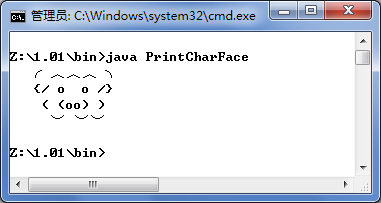 管理员: C:\Windows\system32\cmd.exe
Z:\1.01\bin>java PrintCharFace
   ╭ ︿︿︿ ╮
   {/ o  o /}
    ( (oo) )
     ︶ ︶︶
Z:\1.01\bin>